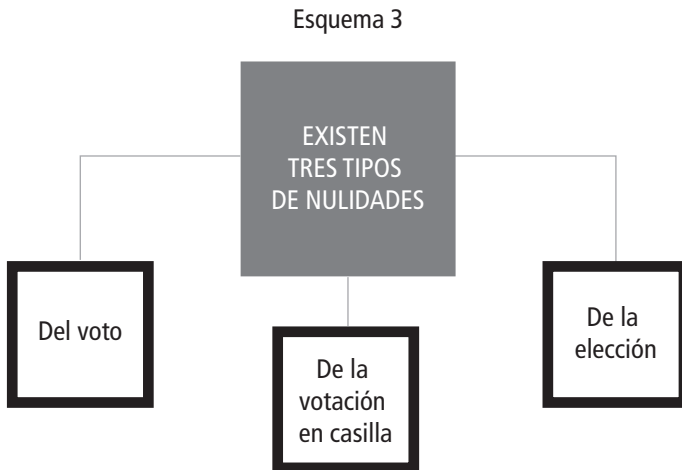 Esquema 3
EXISTEN
TRES TIPOS
DE NULIDADES
Del voto
De la
votación
en casilla
De la
elección